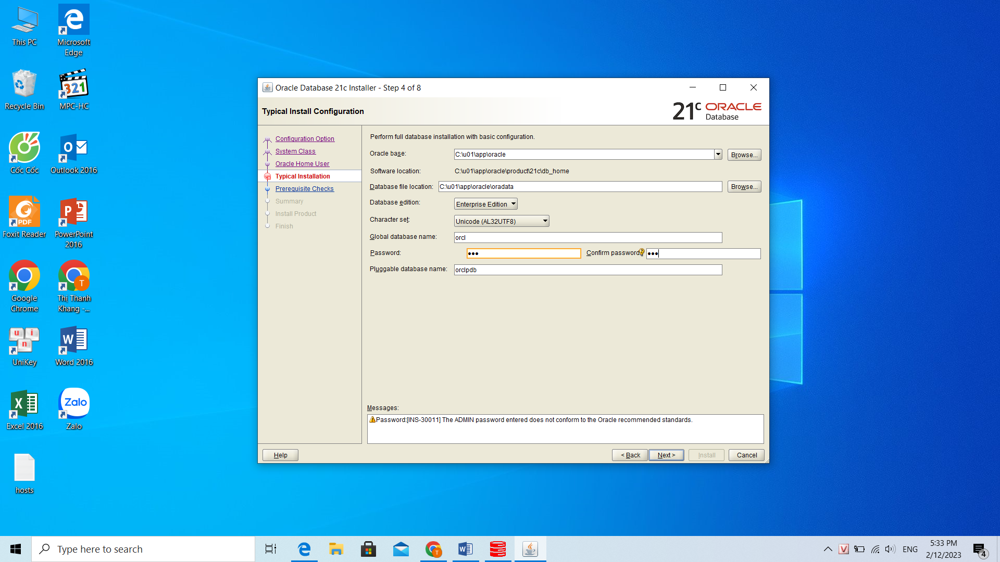 This PC
Microsoft Edge
Recycle Bin
321
MPC-HC
Cốc Cốc
Outlook 2016
PDF
Foxit Reader
PowerPoint 2016
Google Chrome
T
Thị Thanh Khang -...
u i n
UniKey
Word 2016
Excel 2016
Zalo
Zalo
hosts
Oracle Database 21c Installer - Step 4 of 8
Typical Install Configuration
21c ORACLE
Database
Configuration Option
System Class
Oracle Home User
Typical Installation
Prerequisite Checks
Summary
Install Product
Finish
Perform full database installation with basic configuration.
Oracle base: C:\u01\app\oracle Browse...
Software location: C:\u01\app\oracle\product\21c\db_home
Database file location: C:\u01\app\oracle\oradata Browse...
Database edition: Enterprise Edition
Character set: Unicode (AL32UTF8)
Global database name: orcl
Password: ••• Confirm password: •••
Pluggable database name: orclpdb
Messages:
Password:[INS-30011] The ADMIN password entered does not conform to the Oracle recommended standards.
Help < Back Next > Install Cancel
Type here to search
T
V
ENG
5:33 PM
2/12/2023
4